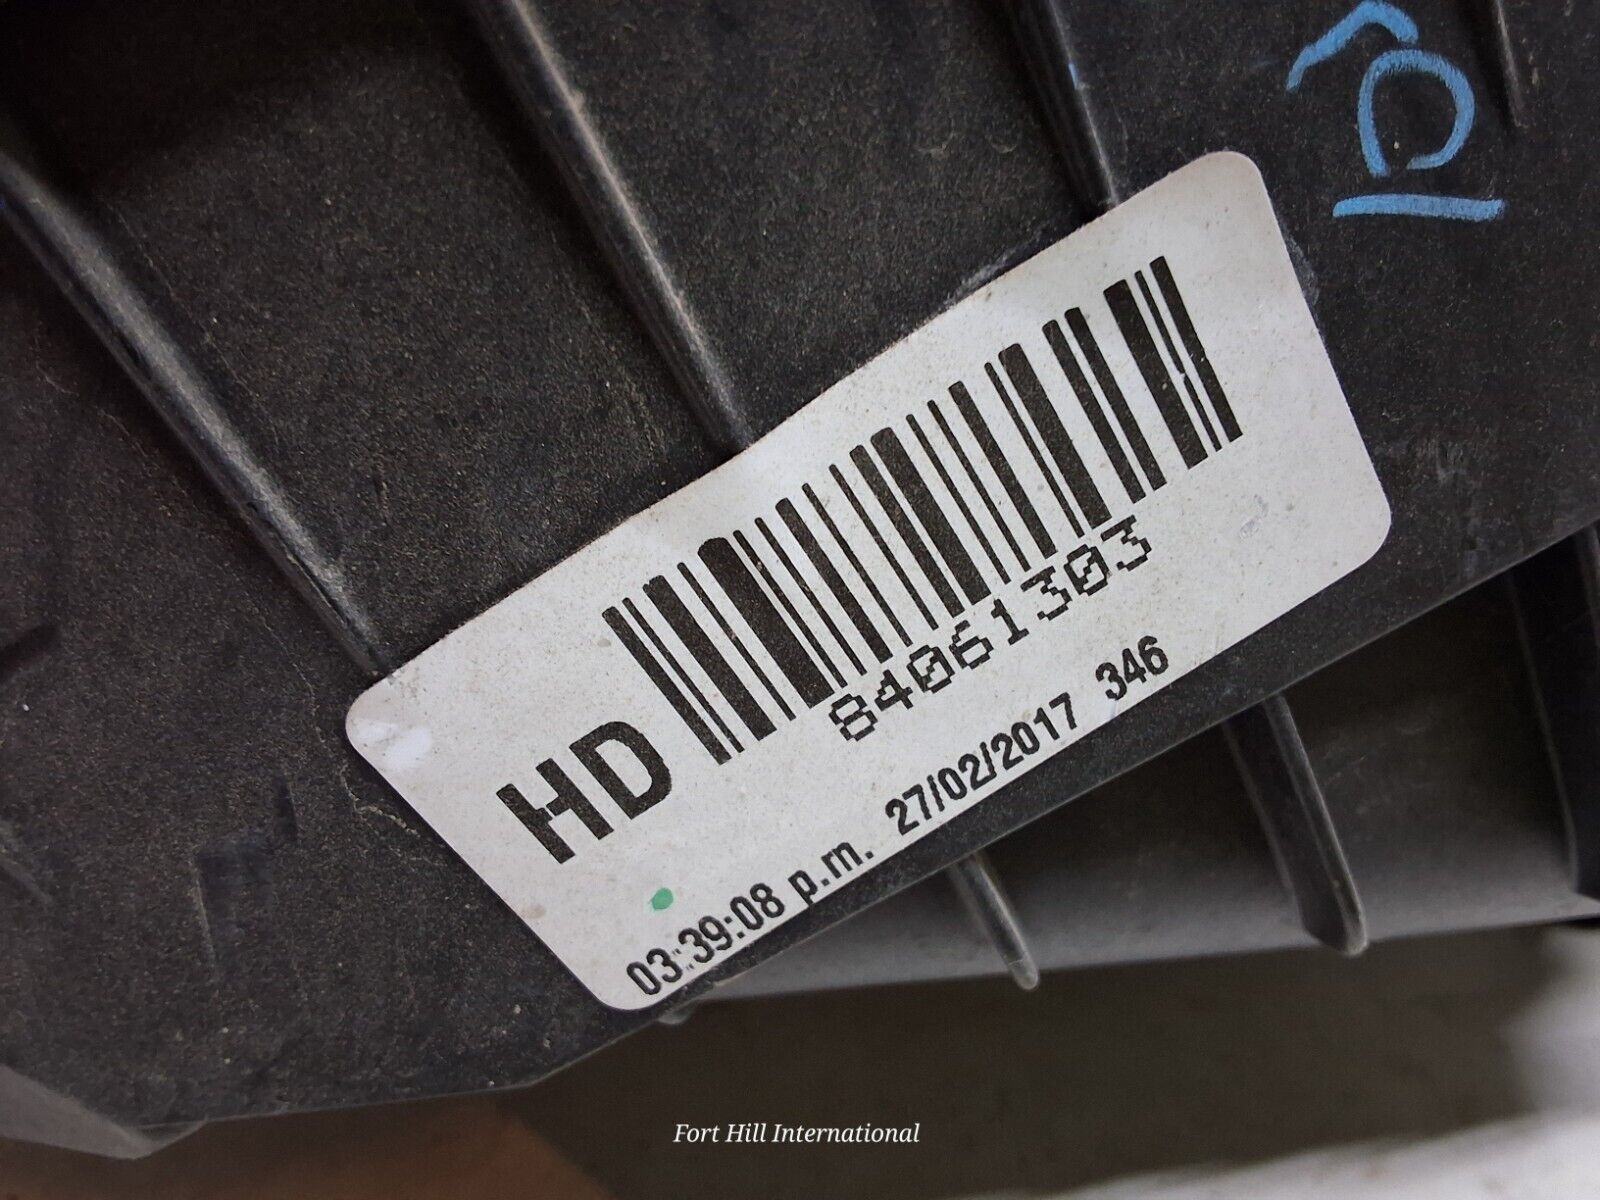 HD
84061303
03:39:08 p.m. 27/02/2017 346
Fort Hill International